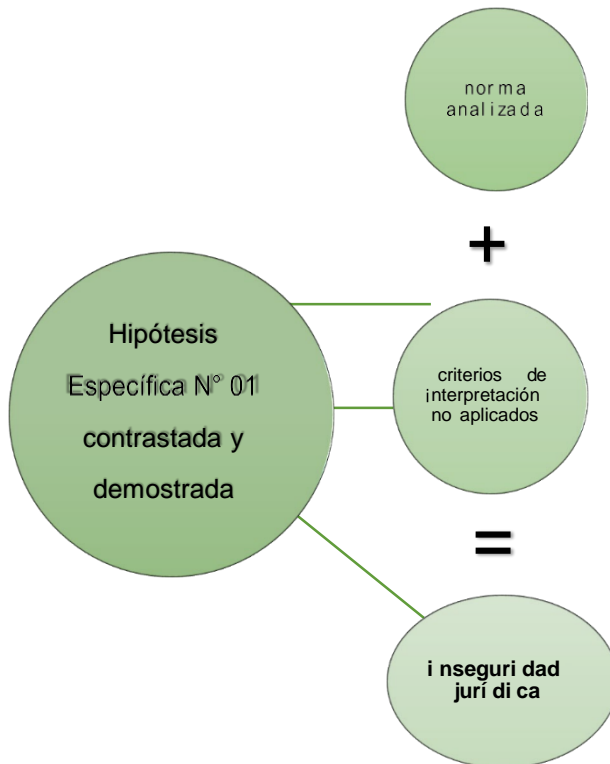 norma
analizada
+
Hipótesis
Específica N° 01
contrastada y
demostrada
criterios de
interpretación
no aplicados
=
inseguridad
jurídica